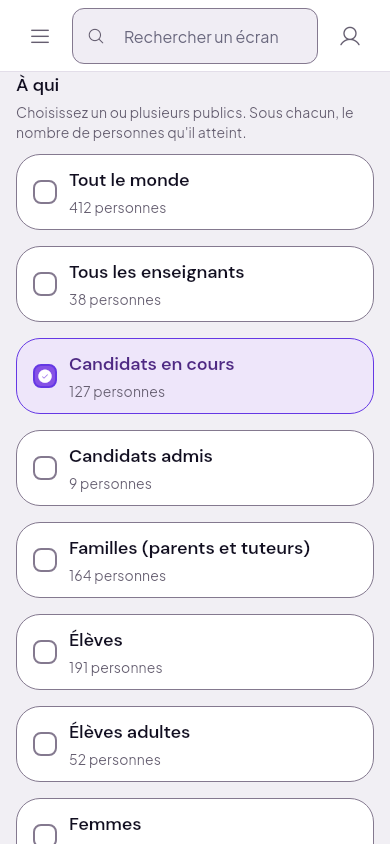 Rechercher un écran
À qui
Choisissez un ou plusieurs publics. Sous chacun, le
nombre de personnes qu'il atteint.
Tout le monde
412 personnes
Tous les enseignants
38 personnes
Candidats en cours
127 personnes
Candidats admis
9 personnes
Familles (parents et tuteurs)
164 personnes
Élèves
191 personnes
Élèves adultes
52 personnes
Femmes